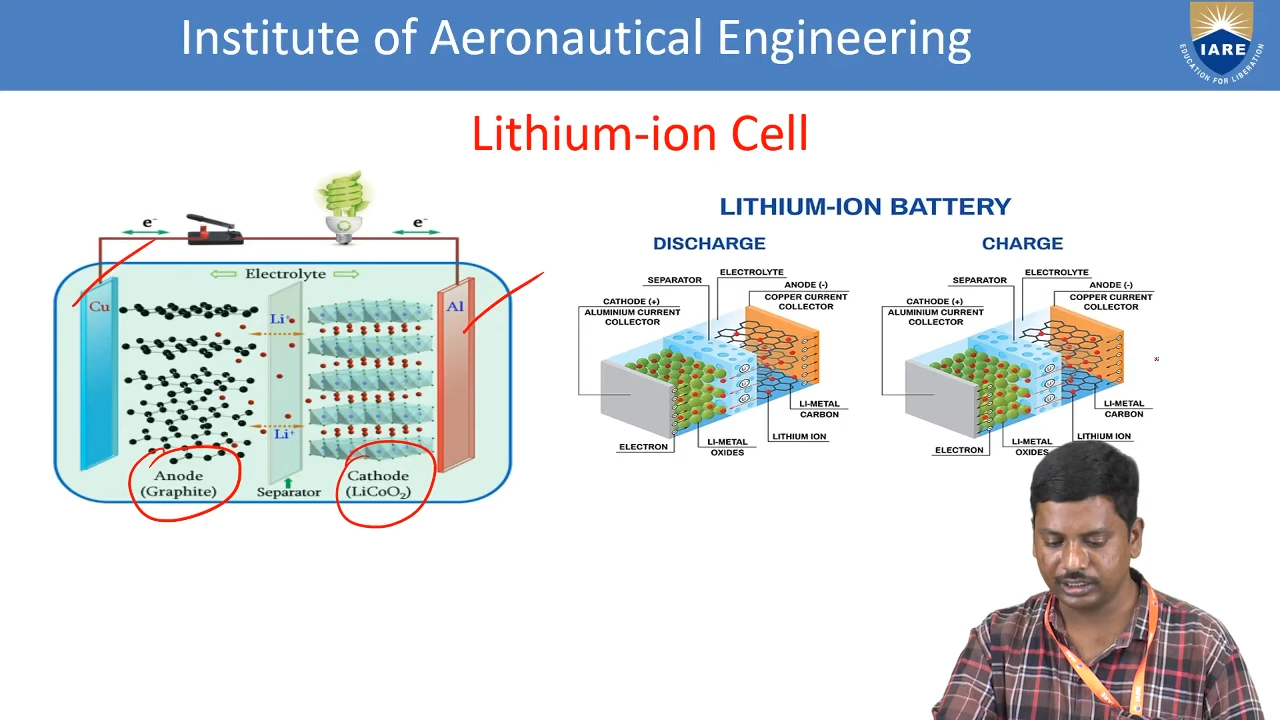 Institute of Aeronautical Engineering
IARE
EDUCATION FOR LIBERATION
Lithium-ion Cell
e⁻
e⁻
Electrolyte
Cu
Al
Li⁺
Li⁺
Anode
(Graphite)
Separator
Cathode
(LiCoO₂)
LITHIUM-ION BATTERY
DISCHARGE
SEPARATOR
ELECTROLYTE
CATHODE (+)
ALUMINIUM CURRENT
COLLECTOR
ANODE (-)
COPPER CURRENT
COLLECTOR
LI-METAL
CARBON
LITHIUM ION
LI-METAL
OXIDES
ELECTRON
CHARGE
SEPARATOR
ELECTROLYTE
CATHODE (+)
ALUMINIUM CURRENT
COLLECTOR
ANODE (-)
COPPER CURRENT
COLLECTOR
LI-METAL
CARBON
LITHIUM ION
LI-METAL
OXIDES
ELECTRON